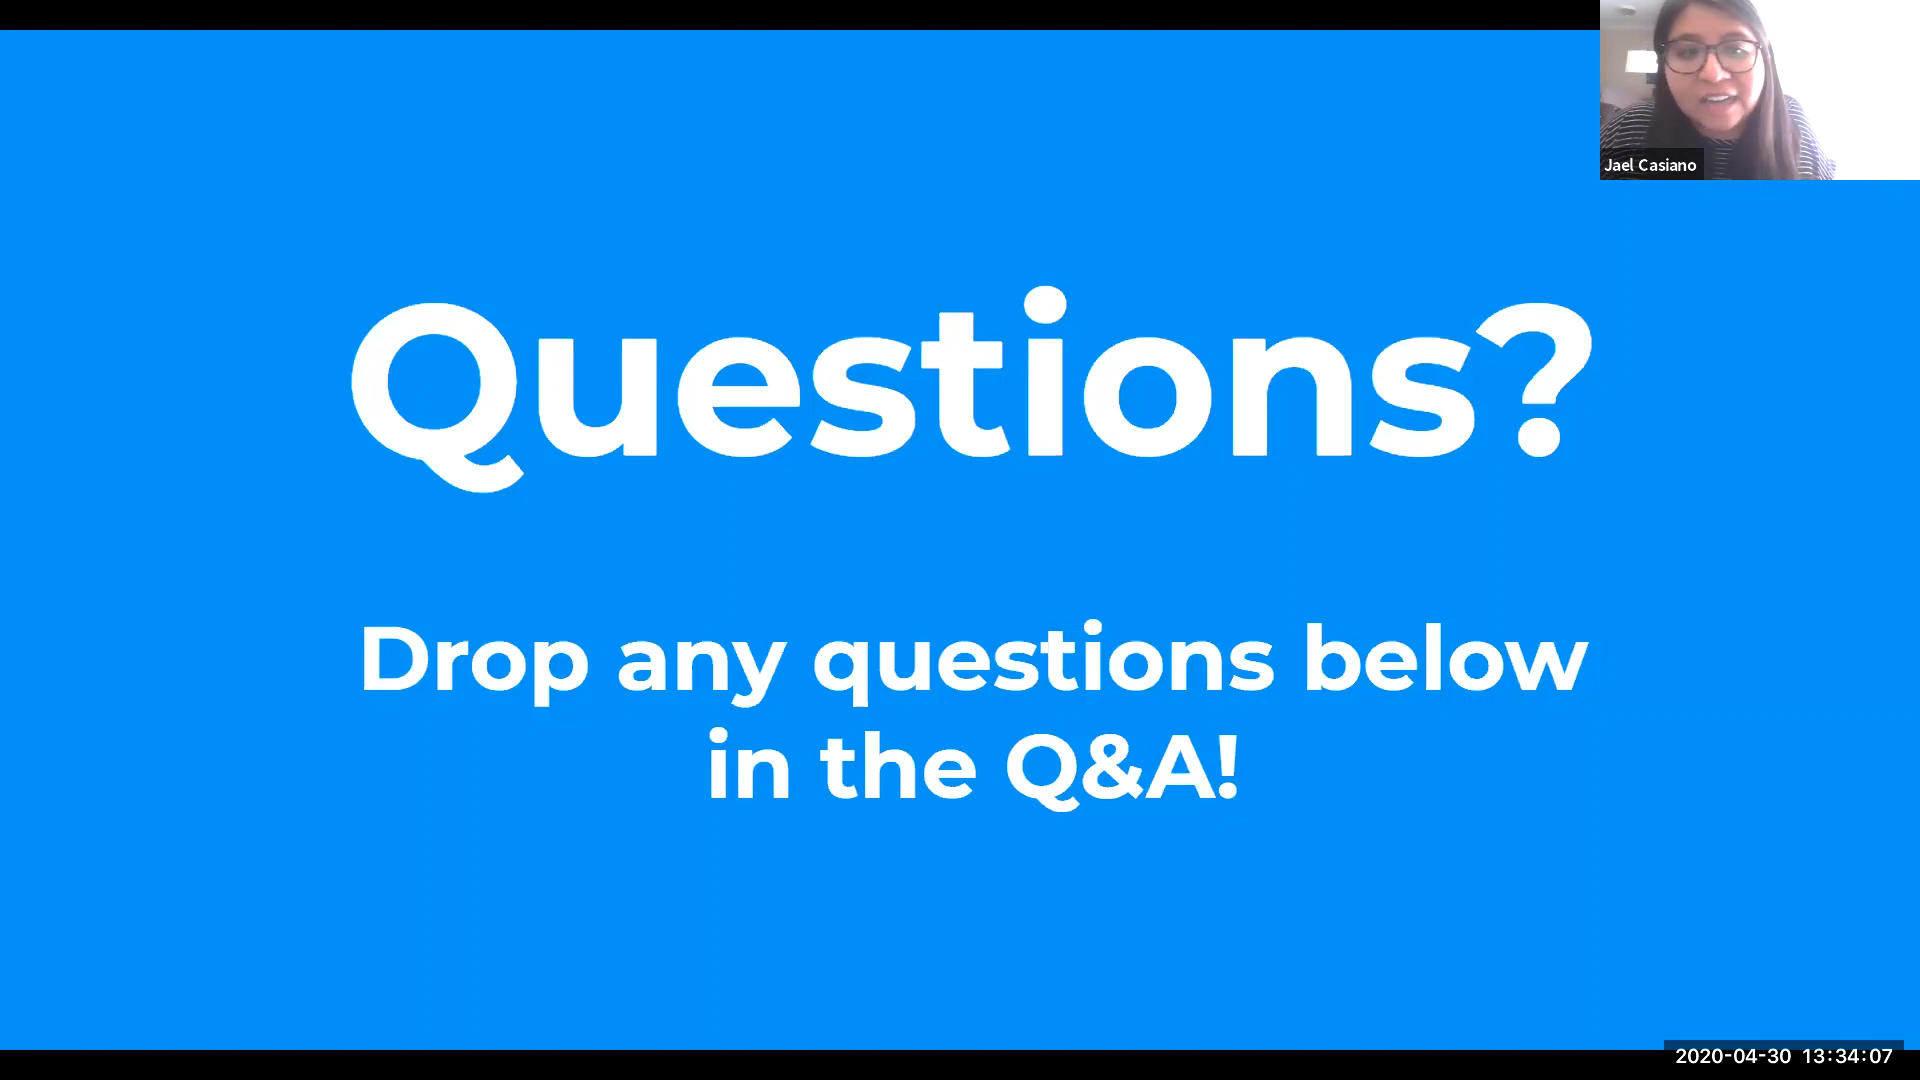 Jael Casiano
Questions?
Drop any questions below
in the Q&A!
2020-04-30 13:34:07